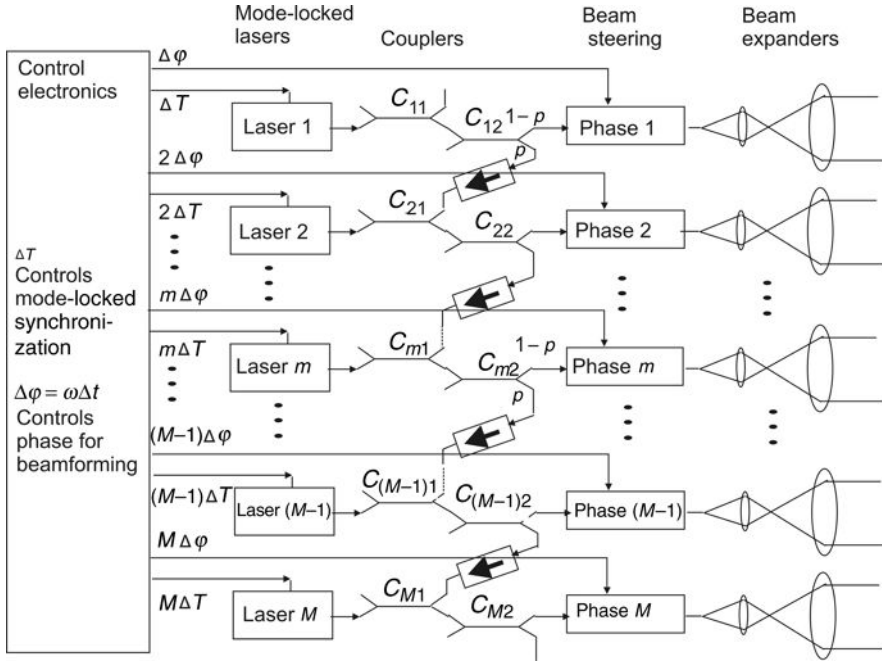 Mode-locked
lasers
Couplers
Beam
steering
Beam
expanders
Control
electronics
Δφ
ΔT
Laser 1
C11
C12
1−p
p
Phase 1
2Δφ
2ΔT
Laser 2
C21
C22
Phase 2
ΔT
Controls
mode-locked
synchroni-
zation
mΔφ
mΔT
Laser m
Cm1
Cm2
1−p
p
Phase m
Δφ = ωΔt
Controls
phase for
beamforming
(M−1)Δφ
(M−1)ΔT
Laser (M−1)
C(M−1)1
C(M−1)2
Phase (M−1)
MΔφ
MΔT
Laser M
CM1
CM2
Phase M